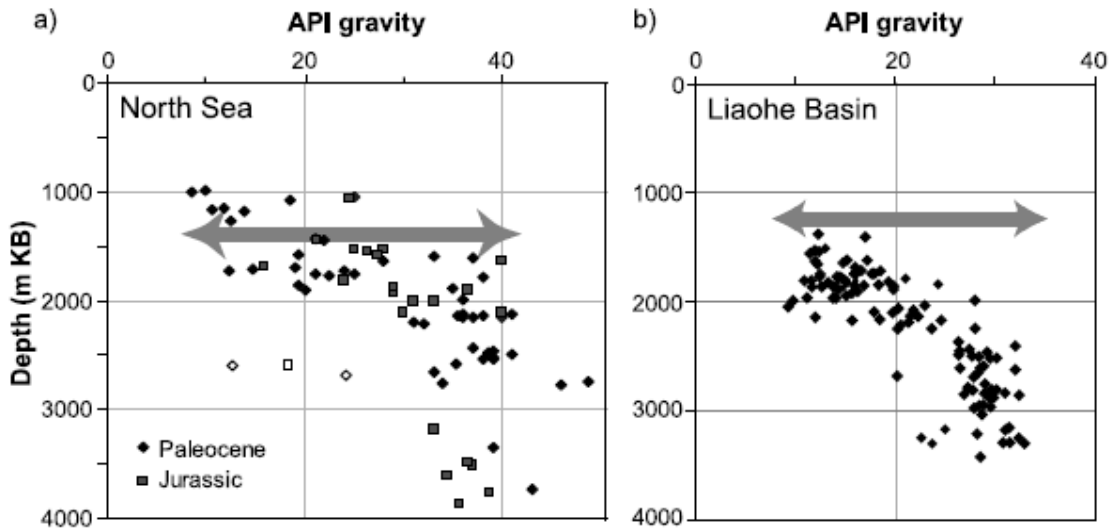 a)
API gravity
0 20 40
0
1000
2000
3000
4000
Depth (m KB)
North Sea
Paleocene
Jurassic
b)
API gravity
0 20 40
0
1000
2000
3000
4000
Liaohe Basin